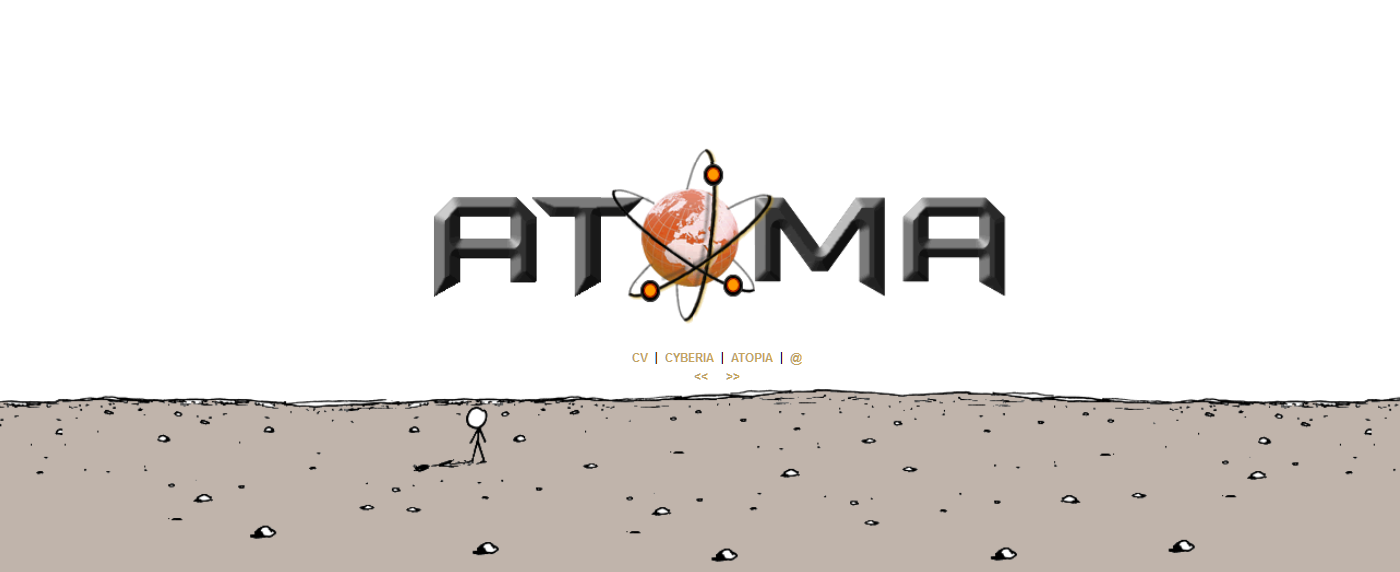 ATOMA
CV | CYBERIA | ATOPIA | @
<< >>